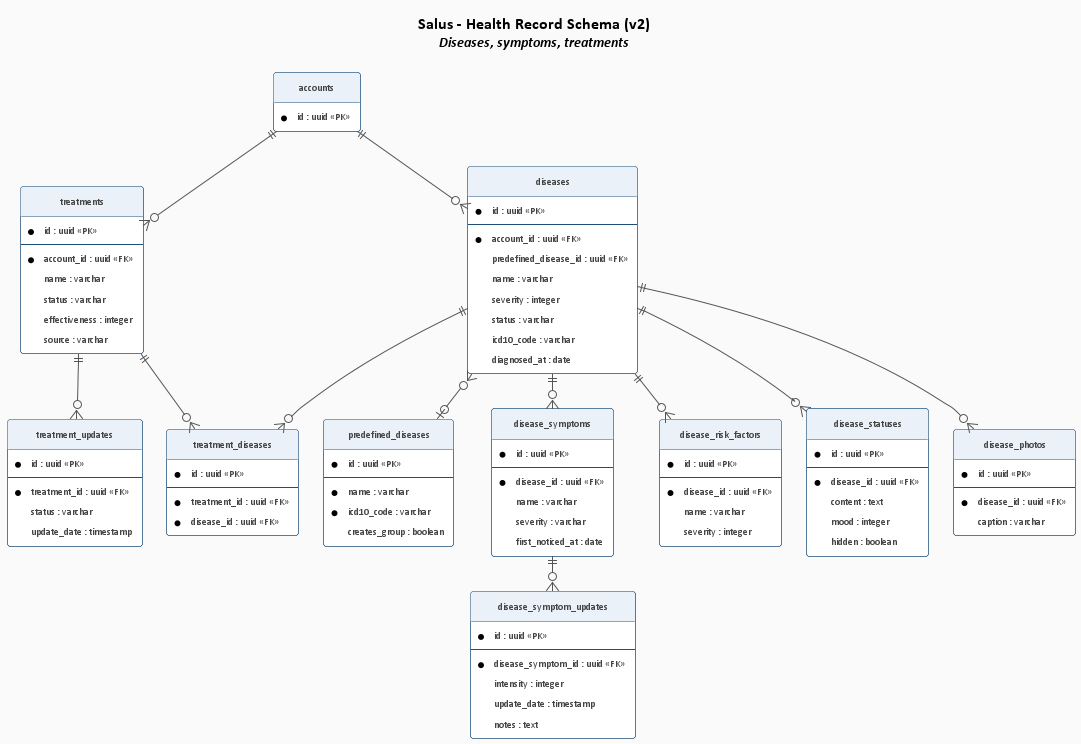 Salus - Health Record Schema (v2)
Diseases, symptoms, treatments
accounts
id : uuid «PK»
diseases
id : uuid «PK»
account_id : uuid «FK»
predefined_disease_id : uuid «FK»
name : varchar
severity : integer
status : varchar
icd10_code : varchar
diagnosed_at : date
treatments
id : uuid «PK»
account_id : uuid «FK»
name : varchar
status : varchar
effectiveness : integer
source : varchar
treatment_updates
id : uuid «PK»
treatment_id : uuid «FK»
status : varchar
update_date : timestamp
treatment_diseases
id : uuid «PK»
treatment_id : uuid «FK»
disease_id : uuid «FK»
predefined_diseases
id : uuid «PK»
name : varchar
icd10_code : varchar
creates_group : boolean
disease_symptoms
id : uuid «PK»
disease_id : uuid «FK»
name : varchar
severity : varchar
first_noticed_at : date
disease_risk_factors
id : uuid «PK»
disease_id : uuid «FK»
name : varchar
severity : integer
disease_statuses
id : uuid «PK»
disease_id : uuid «FK»
content : text
mood : integer
hidden : boolean
disease_photos
id : uuid «PK»
disease_id : uuid «FK»
caption : varchar
disease_symptom_updates
id : uuid «PK»
disease_symptom_id : uuid «FK»
intensity : integer
update_date : timestamp
notes : text